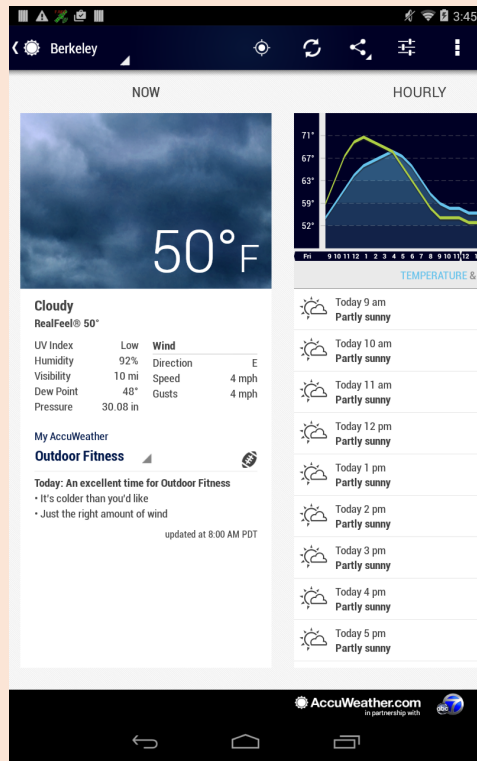 3:45
Berkeley
NOW
HOURLY
50°F
Cloudy
RealFeel® 50°
UV Index Low
Humidity 92%
Visibility 10 mi
Dew Point 48°
Pressure 30.08 in
Wind
Direction E
Speed 4 mph
Gusts 4 mph
My AccuWeather
Outdoor Fitness
Today: An excellent time for Outdoor Fitness
• It's colder than you'd like
• Just the right amount of wind
updated at 8:00 AM PDT
71°
67°
63°
59°
52°
Fri 9 10 11 12 1 2 3 4 5 6 7 8 9 10 11 12
TEMPERATURE &
Today 9 am
Partly sunny
Today 10 am
Partly sunny
Today 11 am
Partly sunny
Today 12 pm
Partly sunny
Today 1 pm
Partly sunny
Today 2 pm
Partly sunny
Today 3 pm
Partly sunny
Today 4 pm
Partly sunny
Today 5 pm
Partly sunny
AccuWeather.com
in partnership with
abc 7